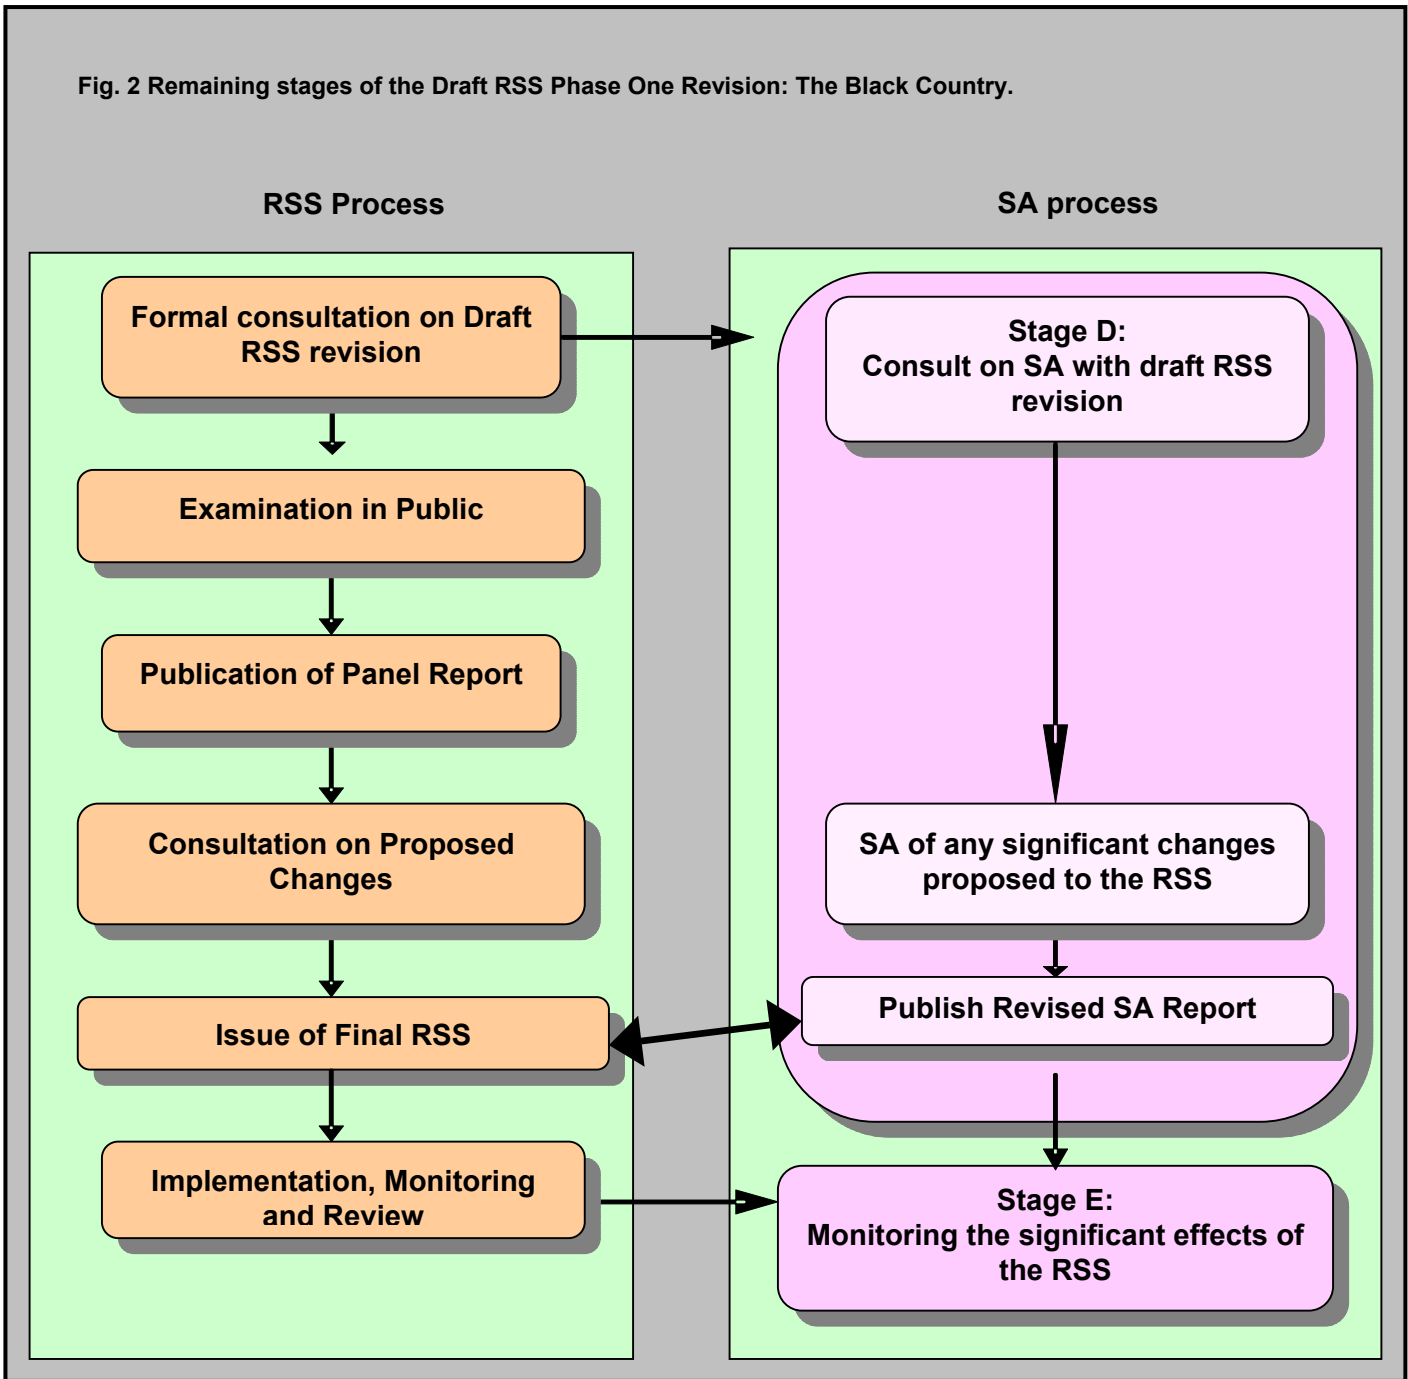 Fig. 2 Remaining stages of the Draft RSS Phase One Revision: The Black Country.
RSS Process
Formal consultation on Draft
RSS revision
Examination in Public
Publication of Panel Report
Consultation on Proposed
Changes
Issue of Final RSS
Implementation, Monitoring
and Review
SA process
Stage D:
Consult on SA with draft RSS
revision
SA of any significant changes
proposed to the RSS
Publish Revised SA Report
Stage E:
Monitoring the significant effects of
the RSS